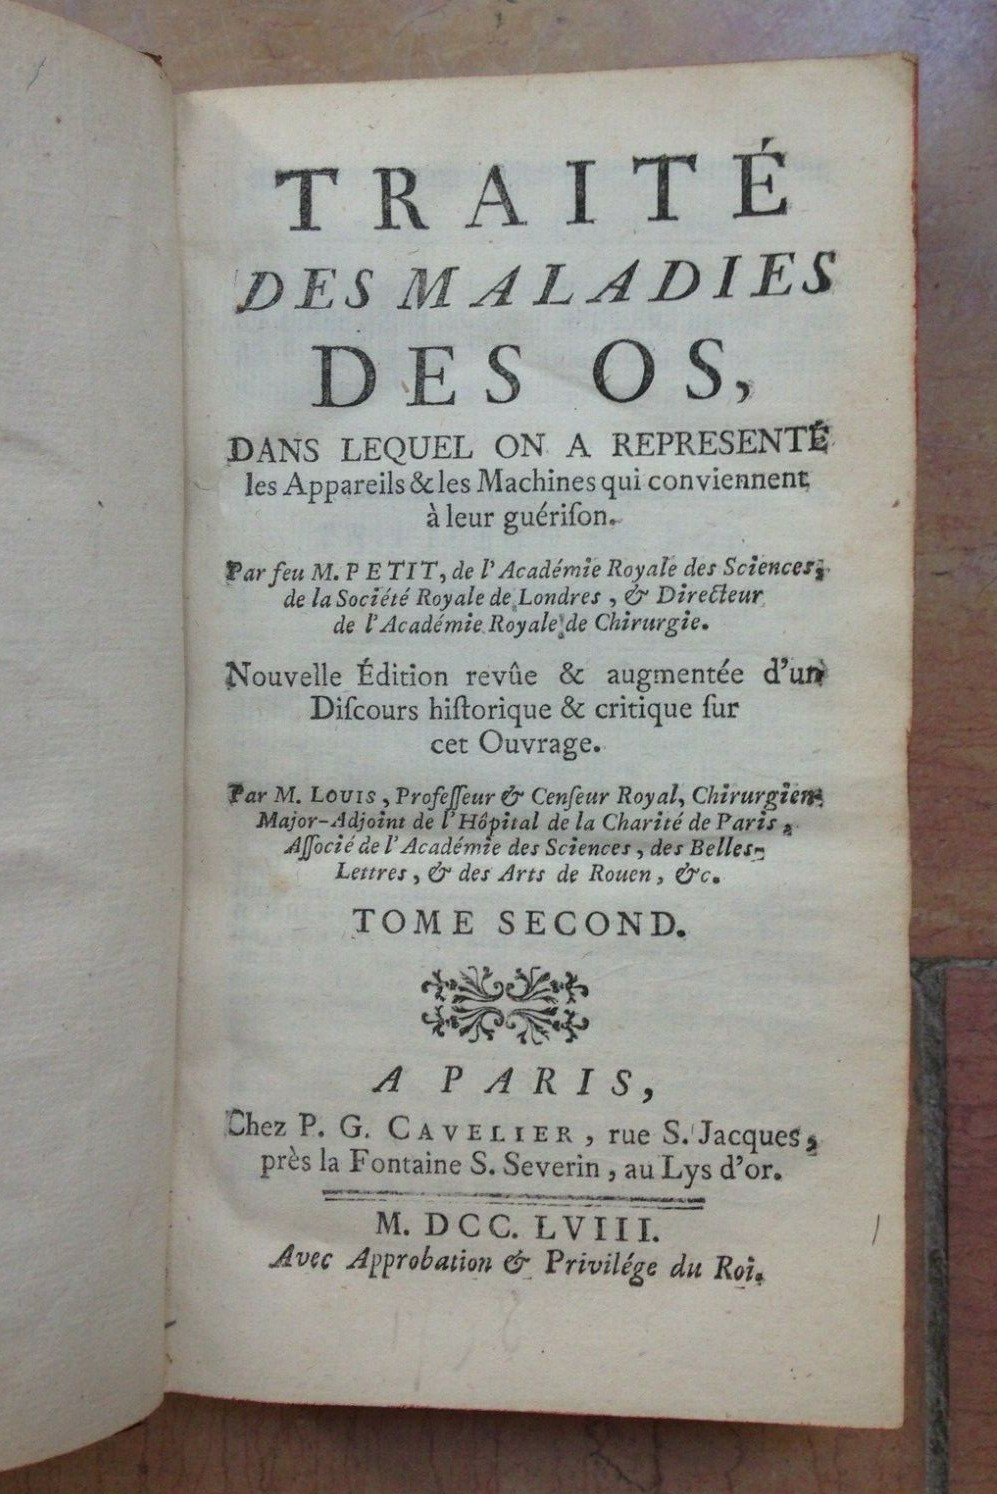 TRAITÉ
DES MALADIES
DES OS,
DANS LEQUEL ON A REPRESENTÉ
les Appareils & les Machines qui conviennent
à leur guériſon.
Par feu M. PETIT, de l'Académie Royale des Sciences,
de la Société Royale de Londres, & Directeur
de l'Académie Royale de Chirurgie.
Nouvelle Édition revûe & augmentée d'un
Diſcours hiſtorique & critique ſur
cet Ouvrage.
Par M. LOUIS, Profeſſeur & Cenſeur Royal, Chirurgien-
Major-Adjoint de l'Hôpital de la Charité de Paris,
Aſſocié de l'Académie des Sciences, des Belles-
Lettres, & des Arts de Rouen, &c.
TOME SECOND.
A PARIS,
Chez P. G. CAVELIER, rue S. Jacques,
près la Fontaine S. Severin, au Lys d'or.
M. DCC. LVIII.
Avec Approbation & Privilége du Roi.